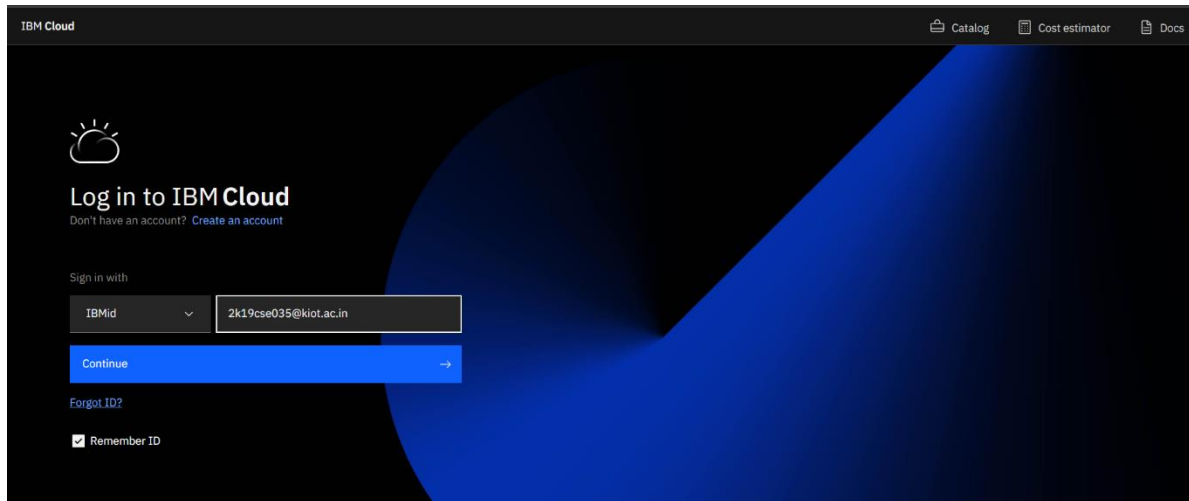 IBM Cloud Catalog Cost estimator Docs
Log in to IBM Cloud
Don't have an account? Create an account
Sign in with
IBMid 2k19cse035@kiot.ac.in
Continue
Forgot ID?
Remember ID